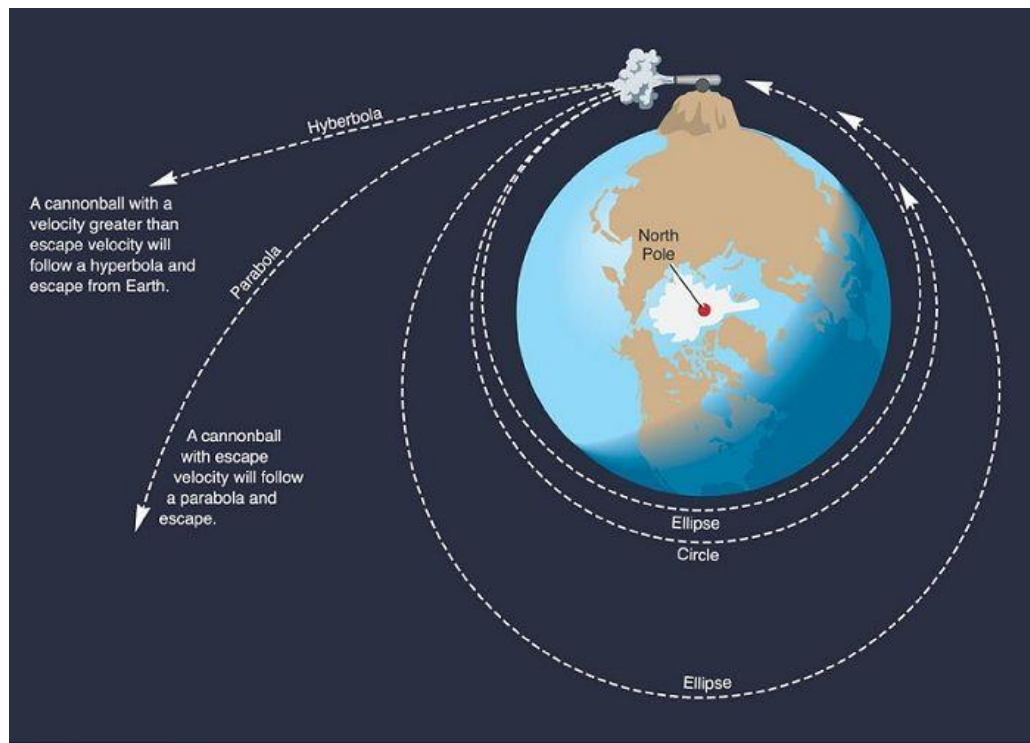 Hyberbola
A cannonball with a
velocity greater than
escape velocity will
follow a hyperbola and
escape from Earth.
Parabola
North
Pole
A cannonball
with escape
velocity will follow
a parabola and
escape.
Ellipse
Circle
Ellipse